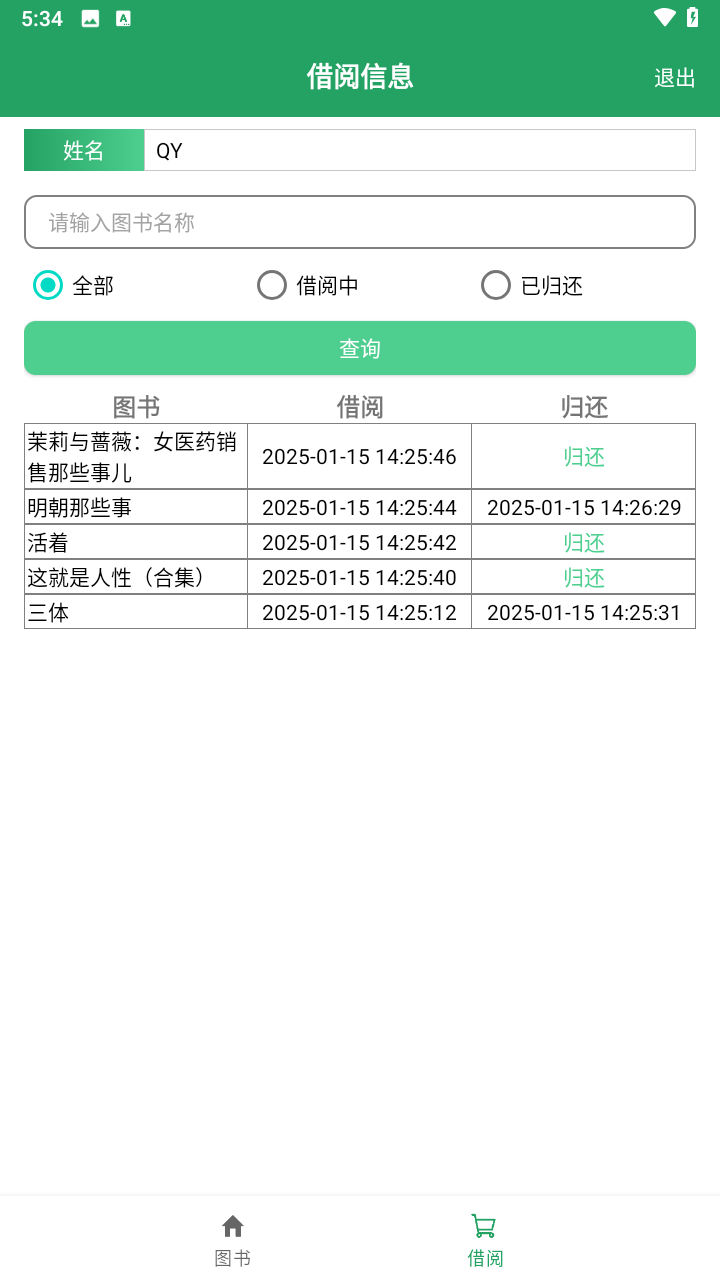 5:34
借阅信息
退出
姓名 QY
请输入图书名称
全部 借阅中 已归还
查询
图书 借阅 归还
茉莉与蔷薇：女医药销
售那些事儿
2025-01-15 14:25:46 归还
明朝那些事 2025-01-15 14:25:44 2025-01-15 14:26:29
活着 2025-01-15 14:25:42 归还
这就是人性（合集） 2025-01-15 14:25:40 归还
三体 2025-01-15 14:25:12 2025-01-15 14:25:31
图书 借阅